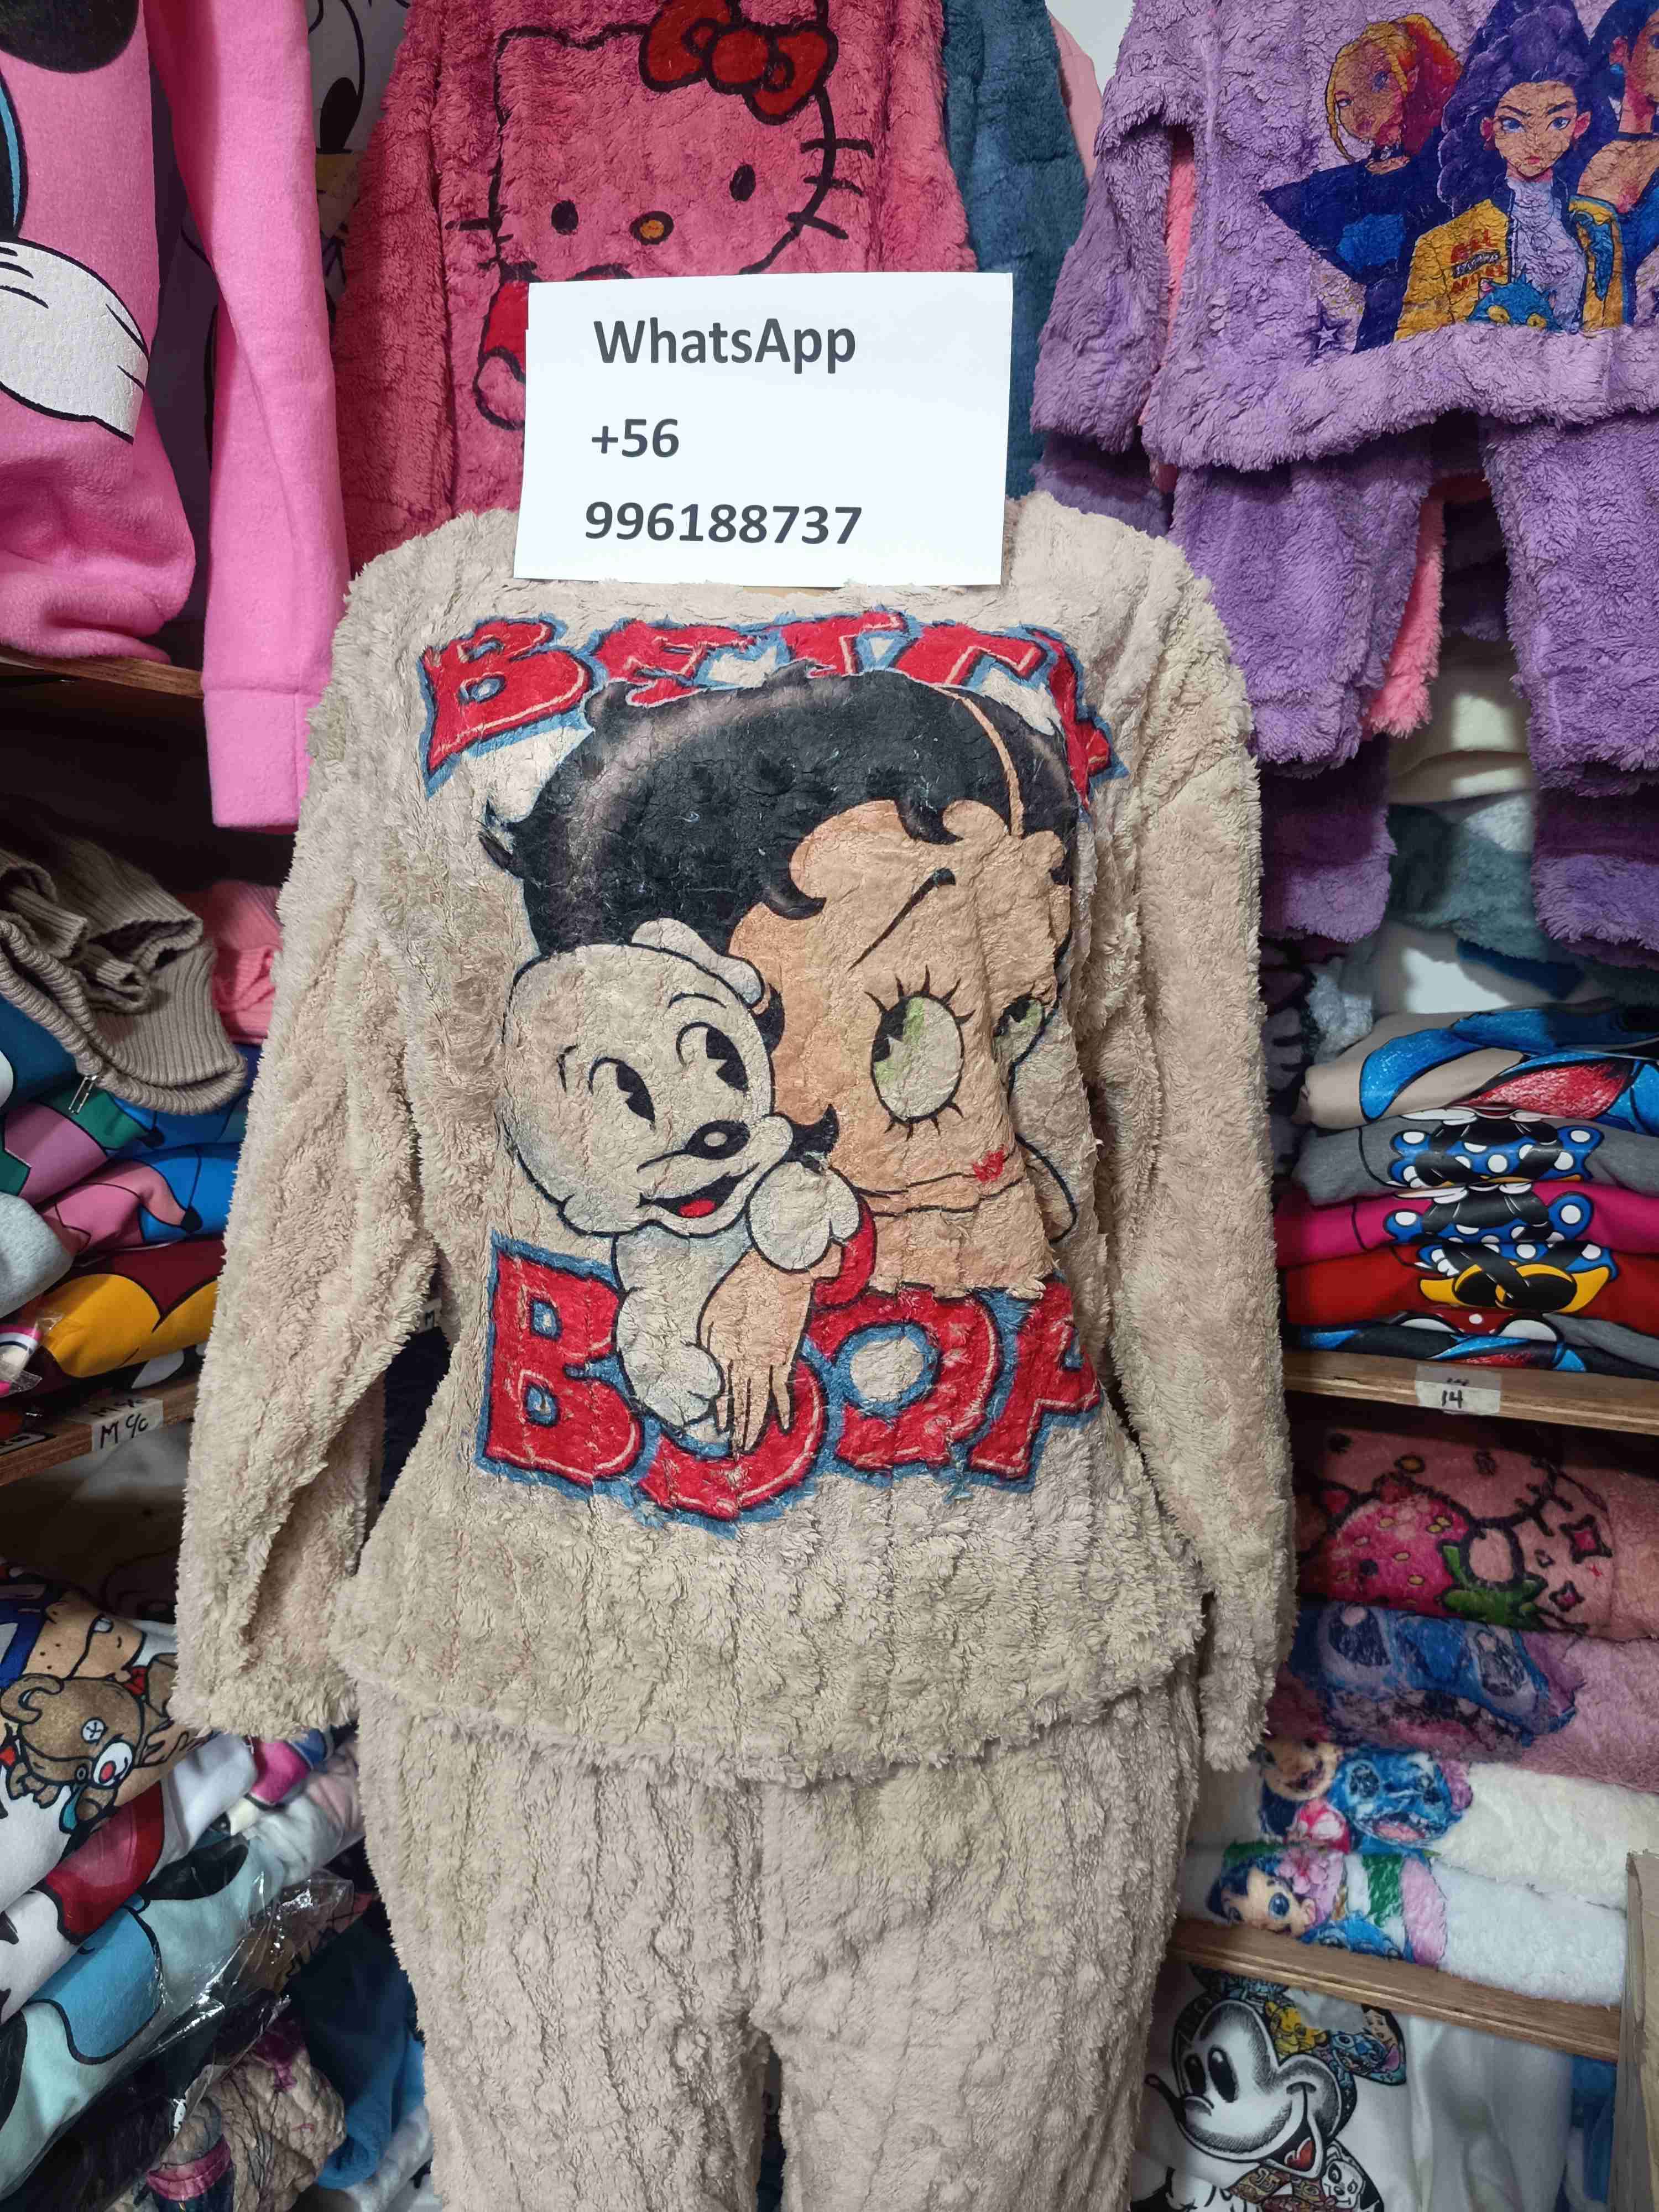 WhatsApp
+56
996188737
BETTY
BOOP
14
M c/c